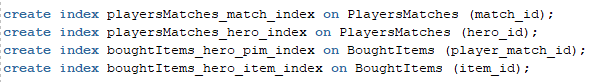 create index playersMatches_match_index on PlayersMatches (match_id);
create index playersMatches_hero_index on PlayersMatches (hero_id);
create index boughtItems_hero_pim_index on BoughtItems (player_match_id);
create index boughtItems_hero_item_index on BoughtItems (item_id);